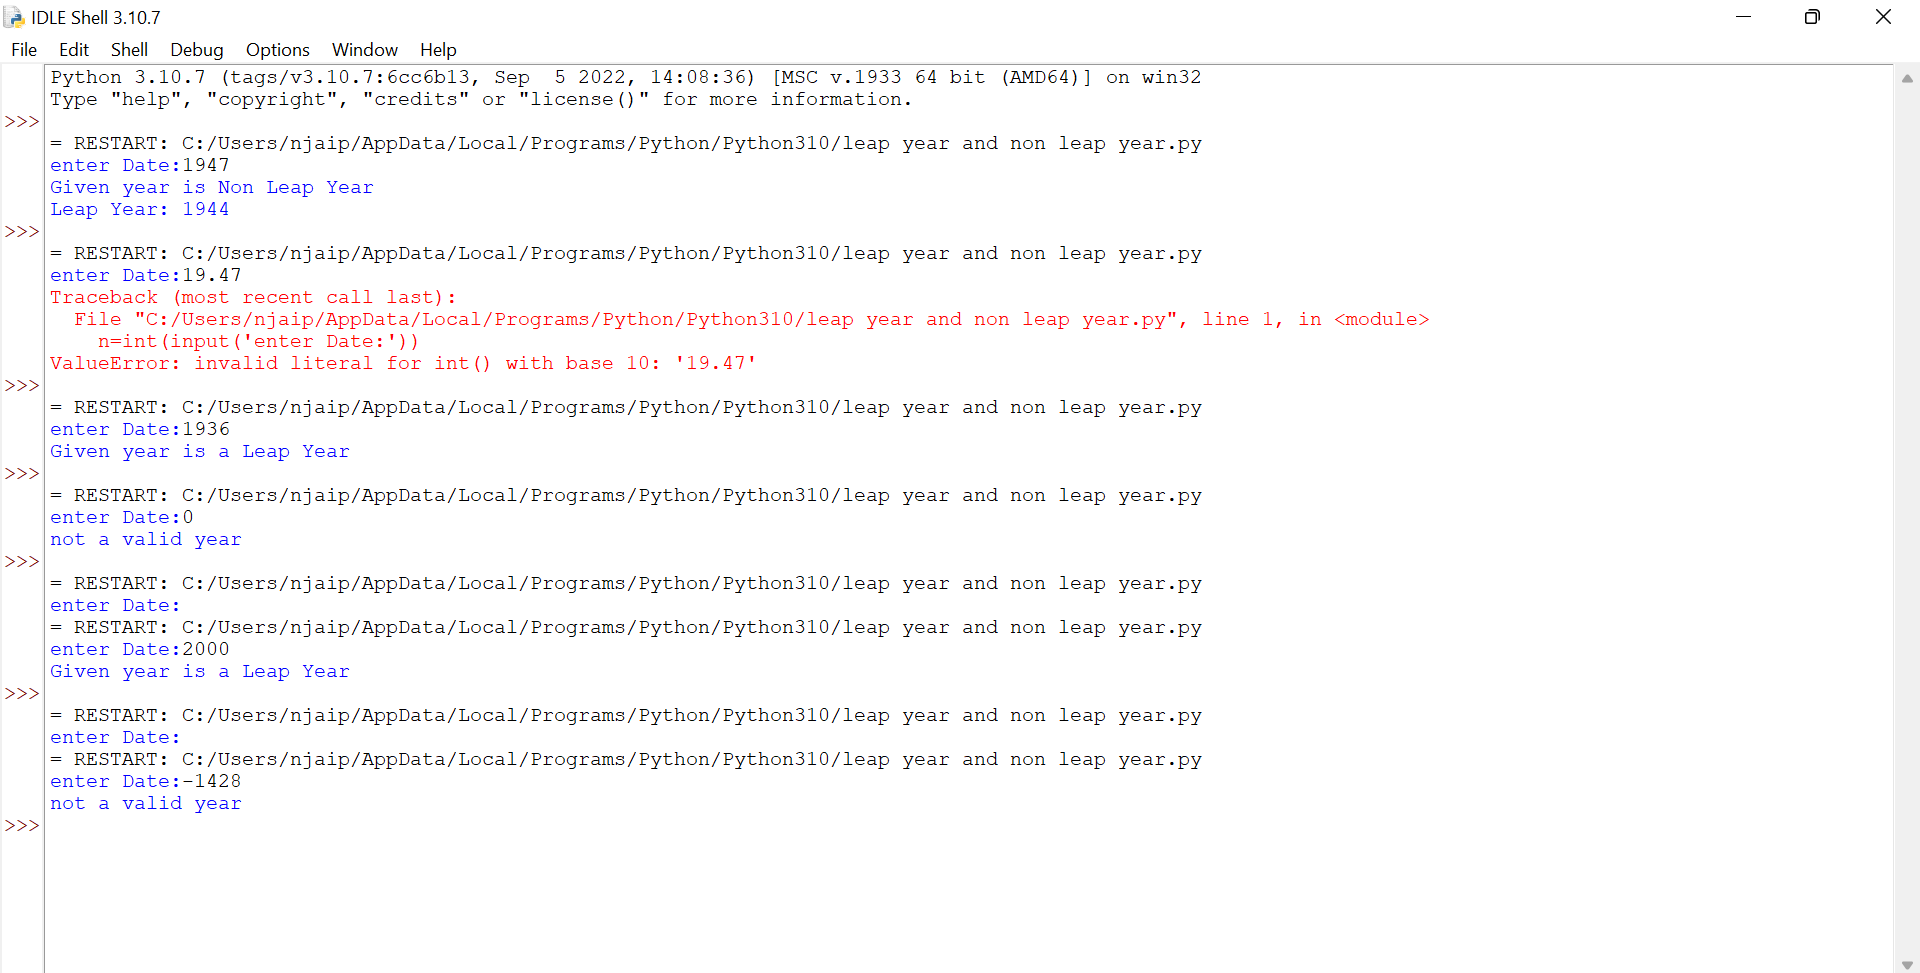 IDLE Shell 3.10.7
File Edit Shell Debug Options Window Help
Python 3.10.7 (tags/v3.10.7:6cc6b13, Sep  5 2022, 14:08:36) [MSC v.1933 64 bit (AMD64)] on win32
Type "help", "copyright", "credits" or "license()" for more information.
>>>
= RESTART: C:/Users/njaip/AppData/Local/Programs/Python/Python310/leap year and non leap year.py
enter Date:1947
Given year is Non Leap Year
Leap Year: 1944
>>>
= RESTART: C:/Users/njaip/AppData/Local/Programs/Python/Python310/leap year and non leap year.py
enter Date:19.47
Traceback (most recent call last):
  File "C:/Users/njaip/AppData/Local/Programs/Python/Python310/leap year and non leap year.py", line 1, in <module>
    n=int(input('enter Date:'))
ValueError: invalid literal for int() with base 10: '19.47'
>>>
= RESTART: C:/Users/njaip/AppData/Local/Programs/Python/Python310/leap year and non leap year.py
enter Date:1936
Given year is a Leap Year
>>>
= RESTART: C:/Users/njaip/AppData/Local/Programs/Python/Python310/leap year and non leap year.py
enter Date:0
not a valid year
>>>
= RESTART: C:/Users/njaip/AppData/Local/Programs/Python/Python310/leap year and non leap year.py
enter Date:
= RESTART: C:/Users/njaip/AppData/Local/Programs/Python/Python310/leap year and non leap year.py
enter Date:2000
Given year is a Leap Year
>>>
= RESTART: C:/Users/njaip/AppData/Local/Programs/Python/Python310/leap year and non leap year.py
enter Date:
= RESTART: C:/Users/njaip/AppData/Local/Programs/Python/Python310/leap year and non leap year.py
enter Date:-1428
not a valid year
>>>